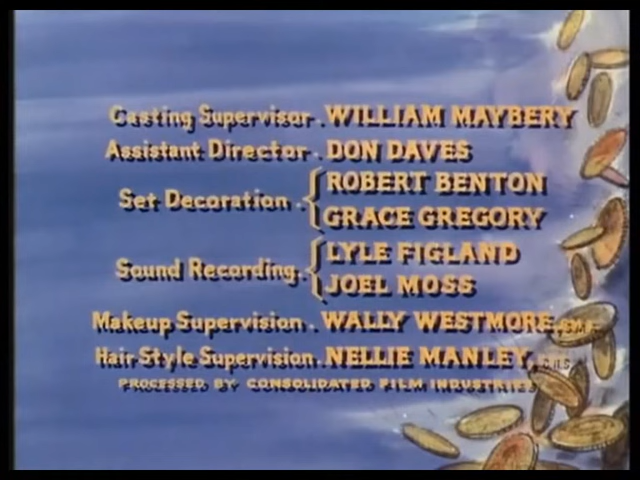 Casting Supervisor . WILLIAM MAYBERY
Assistant Director . DON DAVES
Set Decoration . { ROBERT BENTON
GRACE GREGORY
Sound Recording . { LYLE FIGLAND
JOEL MOSS
Makeup Supervision . WALLY WESTMORE, S.M.A.
Hair Style Supervision . NELLIE MANLEY, C.H.S.
PROCESSED BY CONSOLIDATED FILM INDUSTRIES